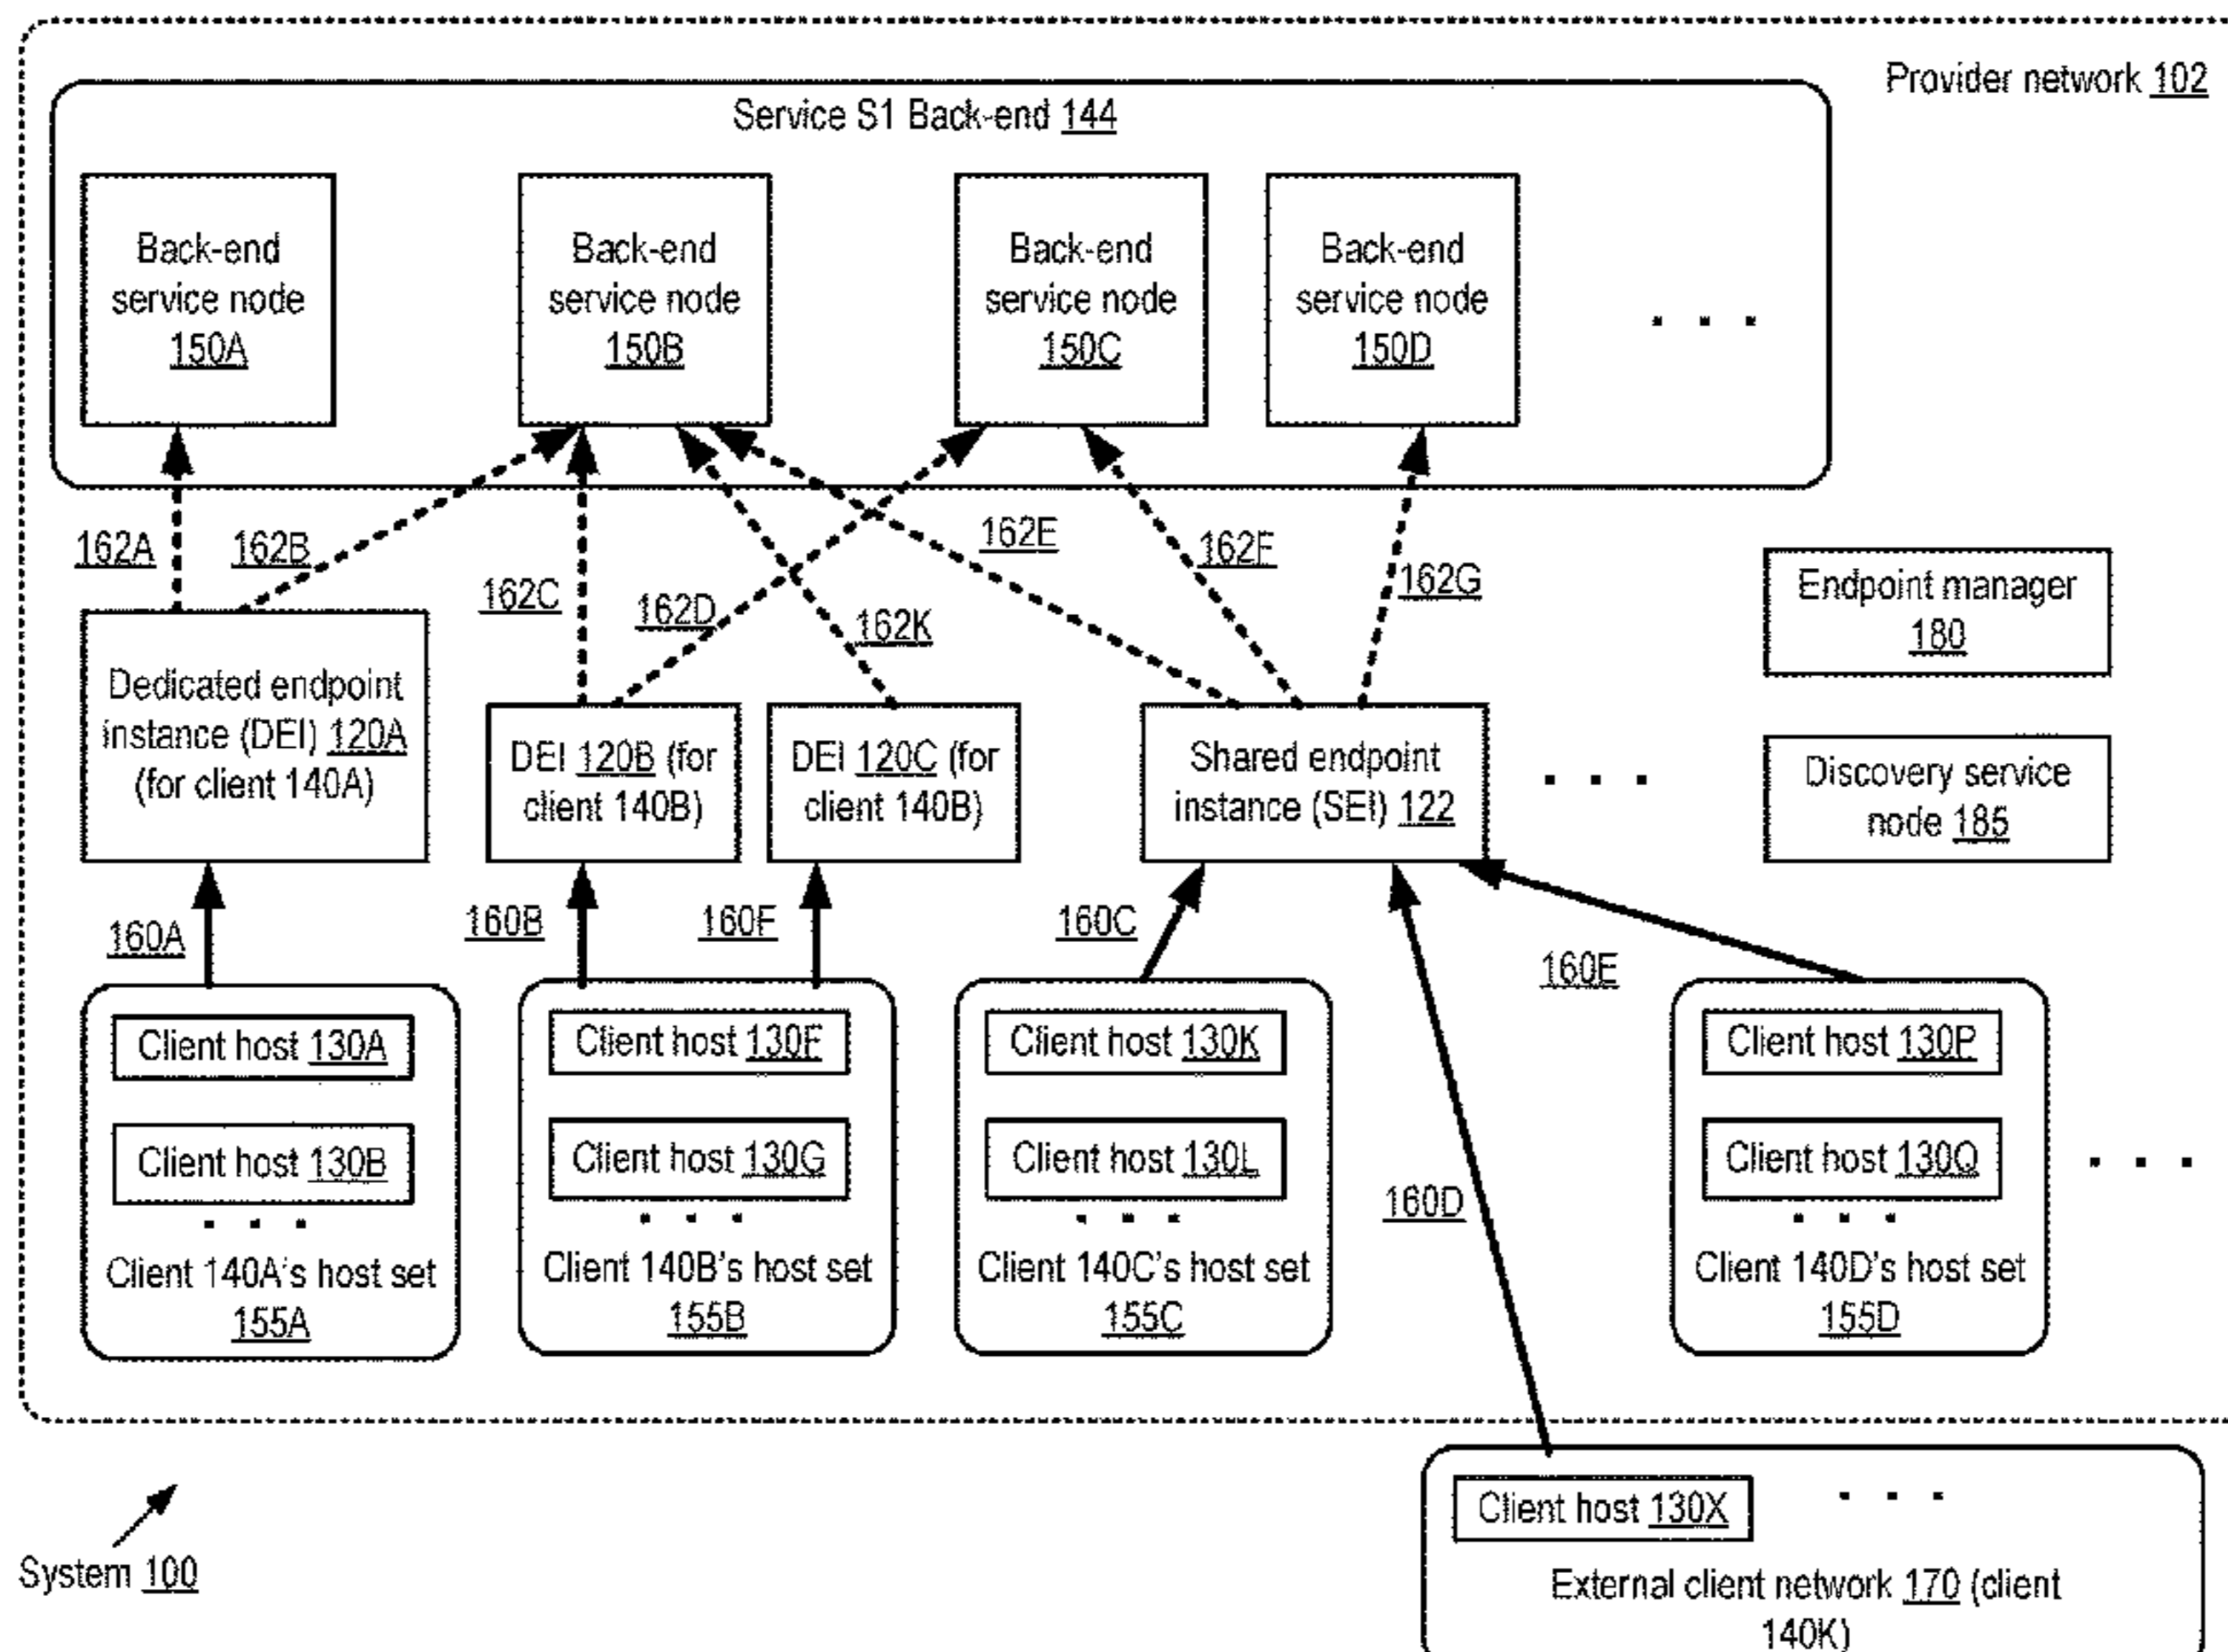 Provider network 102
Service S1 Back-end 144
Back-end
service node
150A
Back-end
service node
150B
Back-end
service node
150C
Back-end
service node
150D
. . .
162A
162B
162C
162D
162K
162E
162F
162G
Endpoint manager
180
Dedicated endpoint
instance (DEI) 120A
(for client 140A)
DEI 120B (for
client 140B)
DEI 120C (for
client 140B)
Shared endpoint
instance (SEI) 122
. . .
Discovery service
node 185
160A
160B
160F
160C
160E
Client host 130A
Client host 130B
. . .
Client 140A's host set
155A
Client host 130F
Client host 130G
. . .
Client 140B's host set
155B
Client host 130K
Client host 130L
. . .
Client 140C's host set
155C
160D
Client host 130P
Client host 130Q
. . .
Client 140D's host set
155D
. . .
System 100
Client host 130X
. . .
External client network 170 (client
140K)